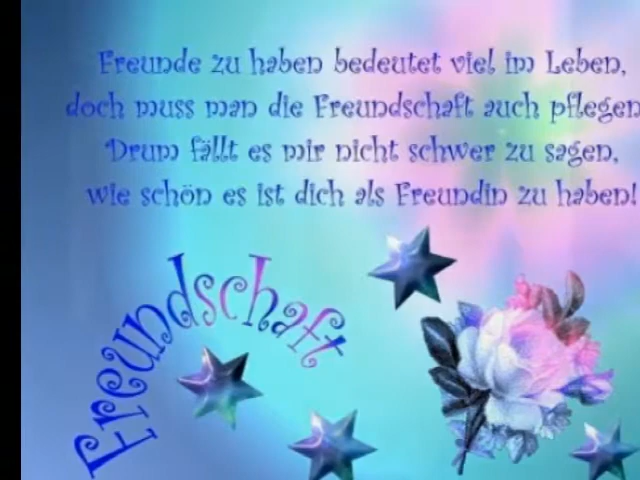 Freunde zu haben bedeutet viel im Leben,
doch muss man die Freundschaft auch pflegen
Drum fällt es mir nicht schwer zu sagen,
wie schön es ist dich als Freundin zu haben!
Freundschaft